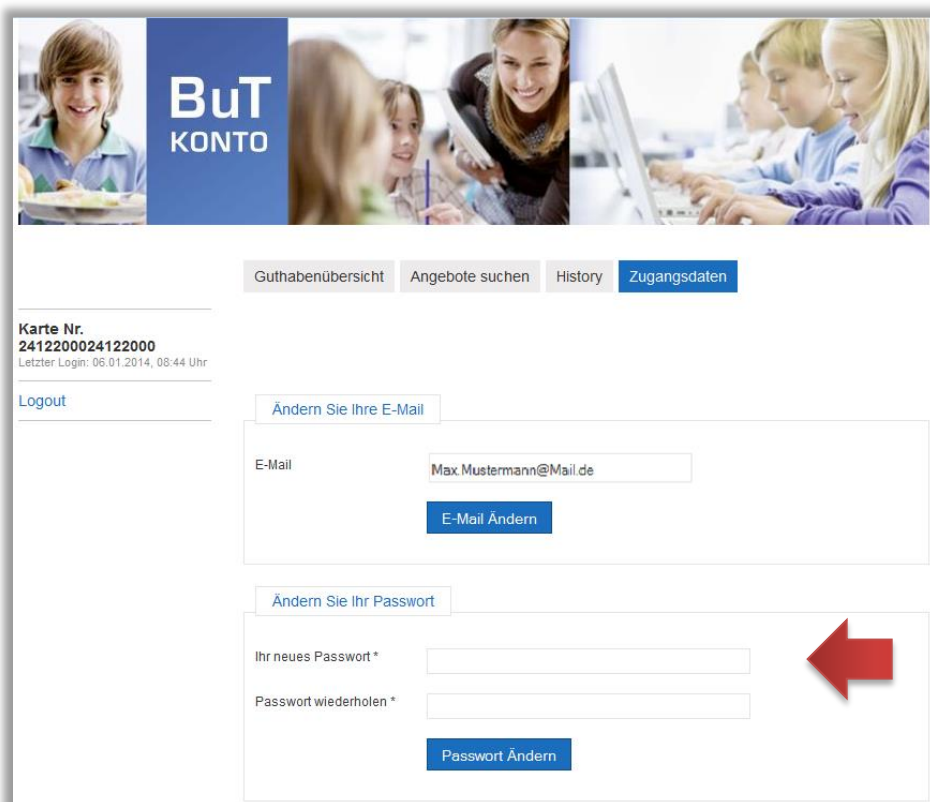 BuT
KONTO
Guthabenübersicht Angebote suchen History Zugangsdaten
Karte Nr.
2412200024122000
Letzter Login: 06.01.2014, 08:44 Uhr
Logout
Ändern Sie Ihre E-Mail
E-Mail Max.Mustermann@Mail.de
E-Mail Ändern
Ändern Sie Ihr Passwort
Ihr neues Passwort *
Passwort wiederholen *
Passwort Ändern